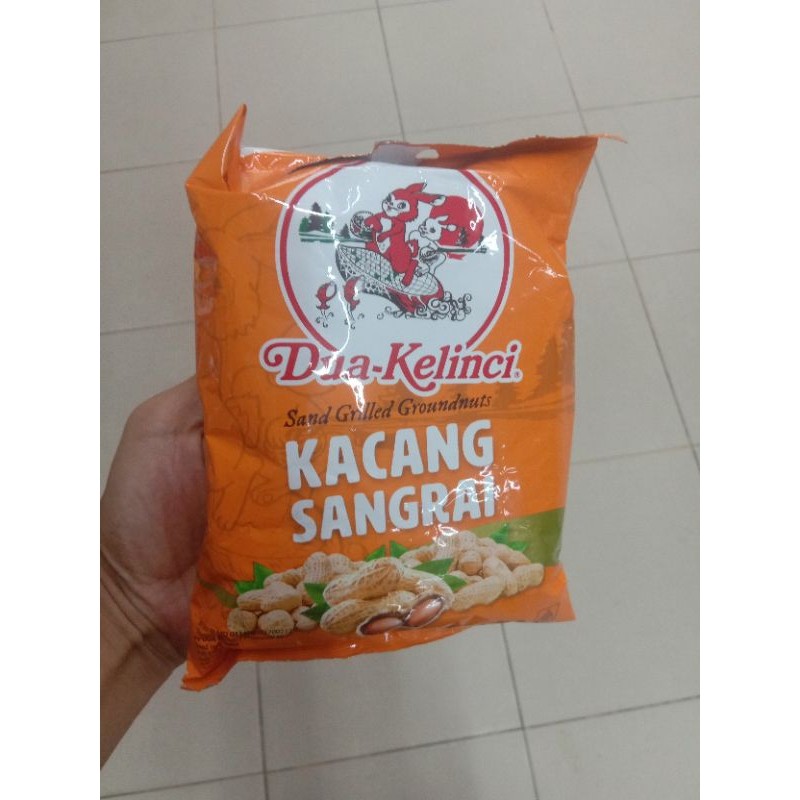 Dua-Kelinci®
Sand Grilled Groundnuts
KACANG
SANGRAI